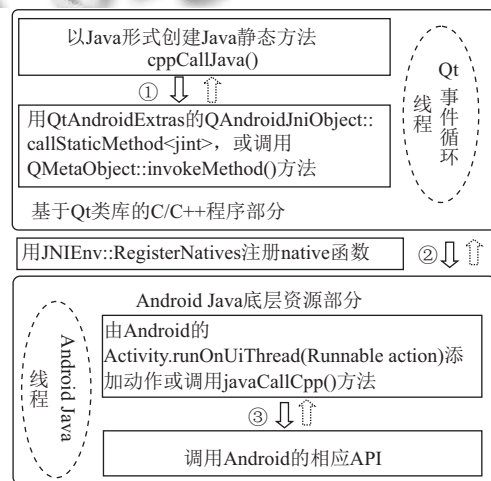 以Java形式创建Java静态方法
cppCallJava()
①
用QtAndroidExtras的QAndroidJniObject::
callStaticMethod<jint>，或调用
QMetaObject::invokeMethod()方法
基于Qt类库的C/C++程序部分
Qt
事件循环
线程
用JNIEnv::RegisterNatives注册native函数
②
Android Java底层资源部分
Android Java
线程
由Android的
Activity.runOnUiThread(Runnable action)添
加动作或调用javaCallCpp()方法
③
调用Android的相应API